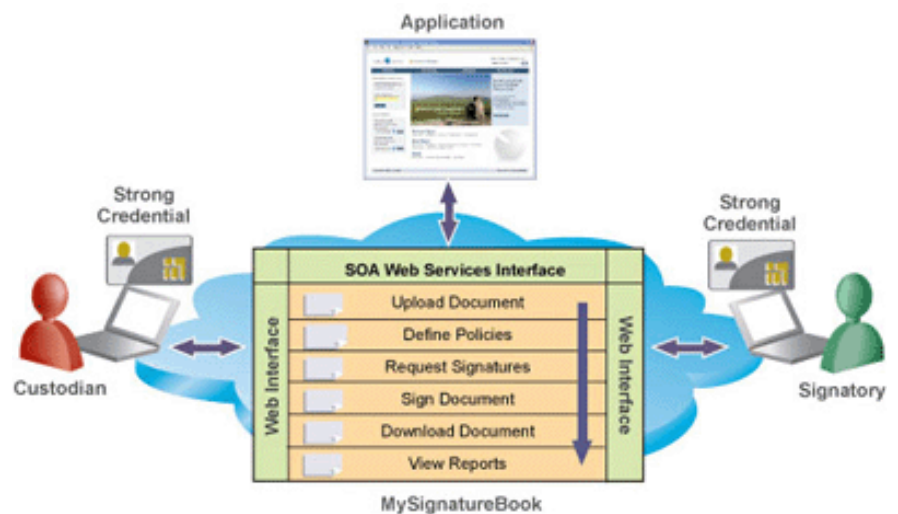 Application
Strong
Credential
Strong
Credential
SOA Web Services Interface
Web Interface
Upload Document
Define Policies
Request Signatures
Sign Document
Download Document
View Reports
Web Interface
Custodian
Signatory
MySignatureBook